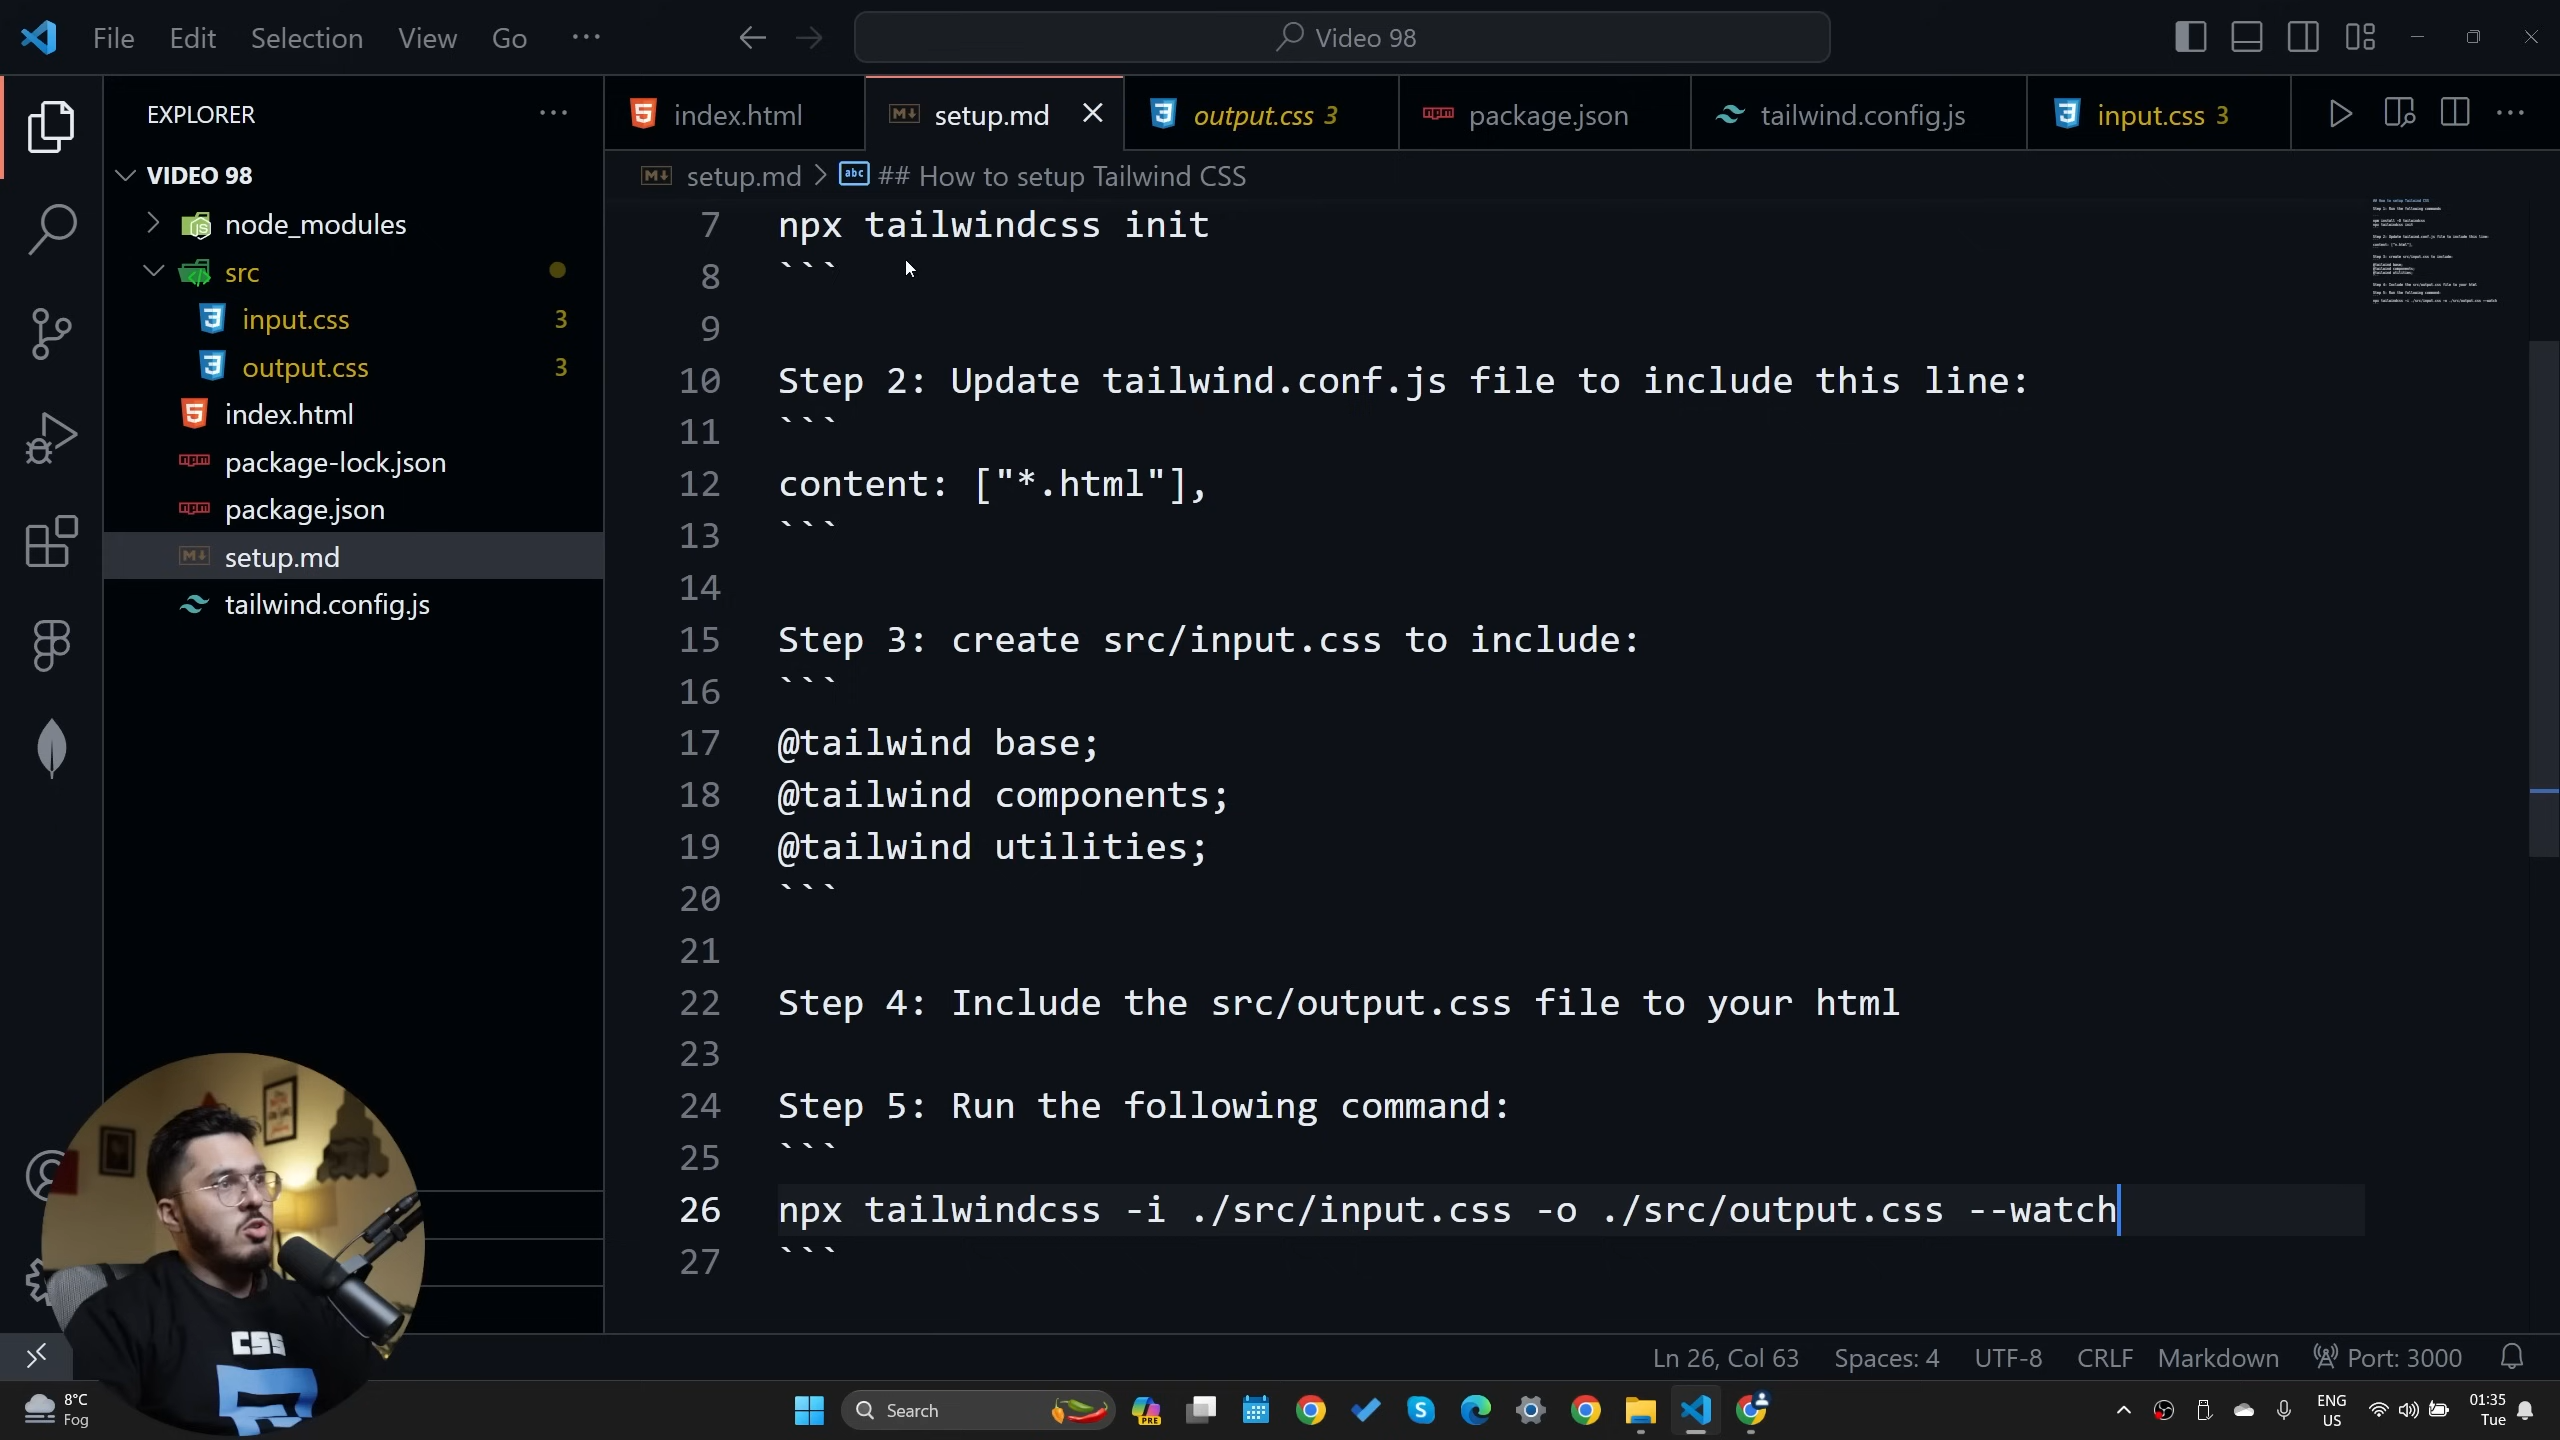 File Edit Selection View Go ··· Video 98
EXPLORER
VIDEO 98
node_modules
src
input.css 3
output.css 3
index.html
package-lock.json
package.json
setup.md
tailwind.config.js
index.html setup.md output.css 3 package.json tailwind.config.js input.css 3
setup.md > abc ## How to setup Tailwind CSS
7 npx tailwindcss init
8 ```
9
10 Step 2: Update tailwind.conf.js file to include this line:
11 ```
12 content: ["*.html"],
13 ```
14
15 Step 3: create src/input.css to include:
16 ```
17 @tailwind base;
18 @tailwind components;
19 @tailwind utilities;
20 ```
21
22 Step 4: Include the src/output.css file to your html
23
24 Step 5: Run the following command:
25 ```
26 npx tailwindcss -i ./src/input.css -o ./src/output.css --watch
27 ```
CSS
Ln 26, Col 63 Spaces: 4 UTF-8 CRLF Markdown Port: 3000
8°C
Fog
Search
PRE
ENG
US
01:35
Tue